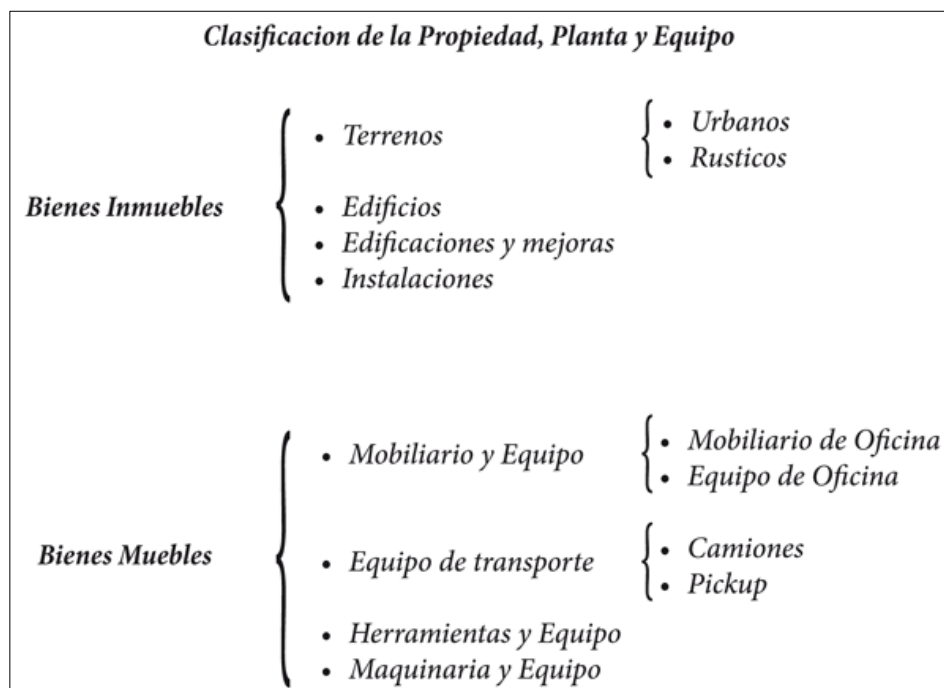 Clasificacion de la Propiedad, Planta y Equipo
Bienes Inmuebles
• Terrenos
• Urbanos
• Rusticos
• Edificios
• Edificaciones y mejoras
• Instalaciones
Bienes Muebles
• Mobiliario y Equipo
• Mobiliario de Oficina
• Equipo de Oficina
• Equipo de transporte
• Camiones
• Pickup
• Herramientas y Equipo
• Maquinaria y Equipo